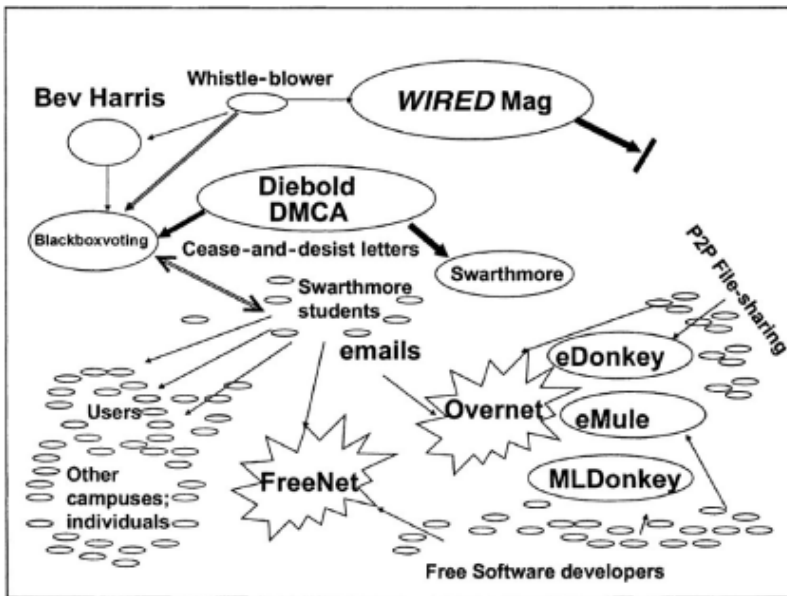 Whistle-blower
Bev Harris
WIRED Mag
Diebold
DMCA
Blackboxvoting
Cease-and-desist letters
Swarthmore
Swarthmore
students
emails
P2P File-sharing
eDonkey
Overnet
eMule
Users
FreeNet
MLDonkey
Other
campuses;
individuals
Free Software developers